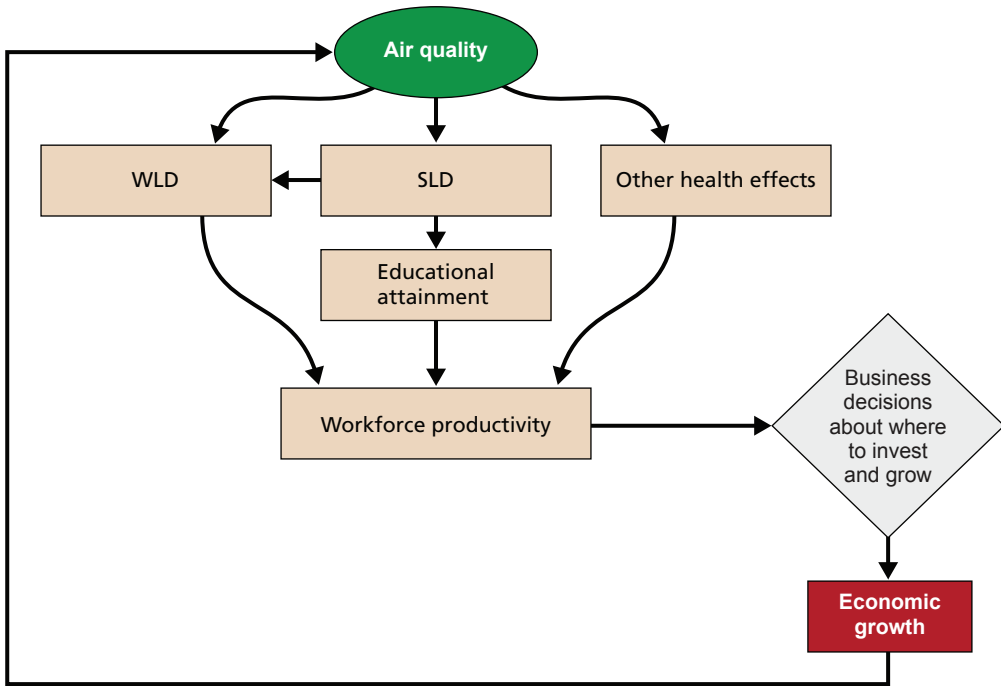 Air quality
WLD
SLD
Other health effects
Educational
attainment
Workforce productivity
Business
decisions
about where
to invest
and grow
Economic
growth